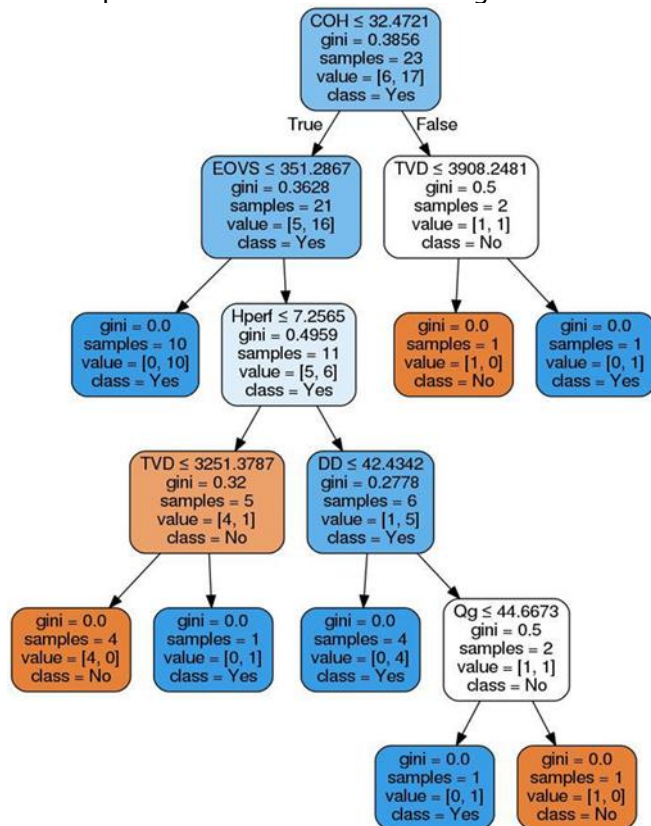 COH ≤ 32.4721
gini = 0.3856
samples = 23
value = [6, 17]
class = Yes
True
False
EOVS ≤ 351.2867
gini = 0.3628
samples = 21
value = [5, 16]
class = Yes
TVD ≤ 3908.2481
gini = 0.5
samples = 2
value = [1, 1]
class = No
gini = 0.0
samples = 10
value = [0, 10]
class = Yes
Hperf ≤ 7.2565
gini = 0.4959
samples = 11
value = [5, 6]
class = Yes
gini = 0.0
samples = 1
value = [1, 0]
class = No
gini = 0.0
samples = 1
value = [0, 1]
class = Yes
TVD ≤ 3251.3787
gini = 0.32
samples = 5
value = [4, 1]
class = No
DD ≤ 42.4342
gini = 0.2778
samples = 6
value = [1, 5]
class = Yes
gini = 0.0
samples = 4
value = [4, 0]
class = No
gini = 0.0
samples = 1
value = [0, 1]
class = Yes
gini = 0.0
samples = 4
value = [0, 4]
class = Yes
Qg ≤ 44.6673
gini = 0.5
samples = 2
value = [1, 1]
class = No
gini = 0.0
samples = 1
value = [0, 1]
class = Yes
gini = 0.0
samples = 1
value = [1, 0]
class = No